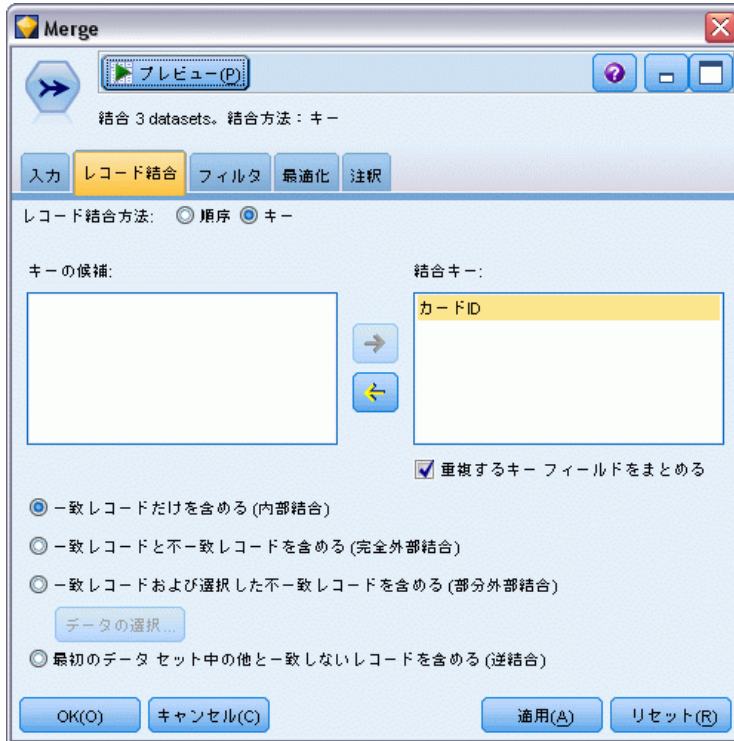 Merge
プレビュー(P)
結合 3 datasets。結合方法：キー
入力 レコード結合 フィルタ 最適化 注釈
レコード結合方法: 順序 キー
キーの候補: 結合キー:
カードID
重複するキー フィールドをまとめる
一致レコードだけを含める (内部結合)
一致レコードと不一致レコードを含める (完全外部結合)
一致レコードおよび選択した不一致レコードを含める (部分外部結合)
データの選択...
最初のデータ セット中の他と一致しないレコードを含める (逆結合)
OK(O) キャンセル(C) 適用(A) リセット(R)